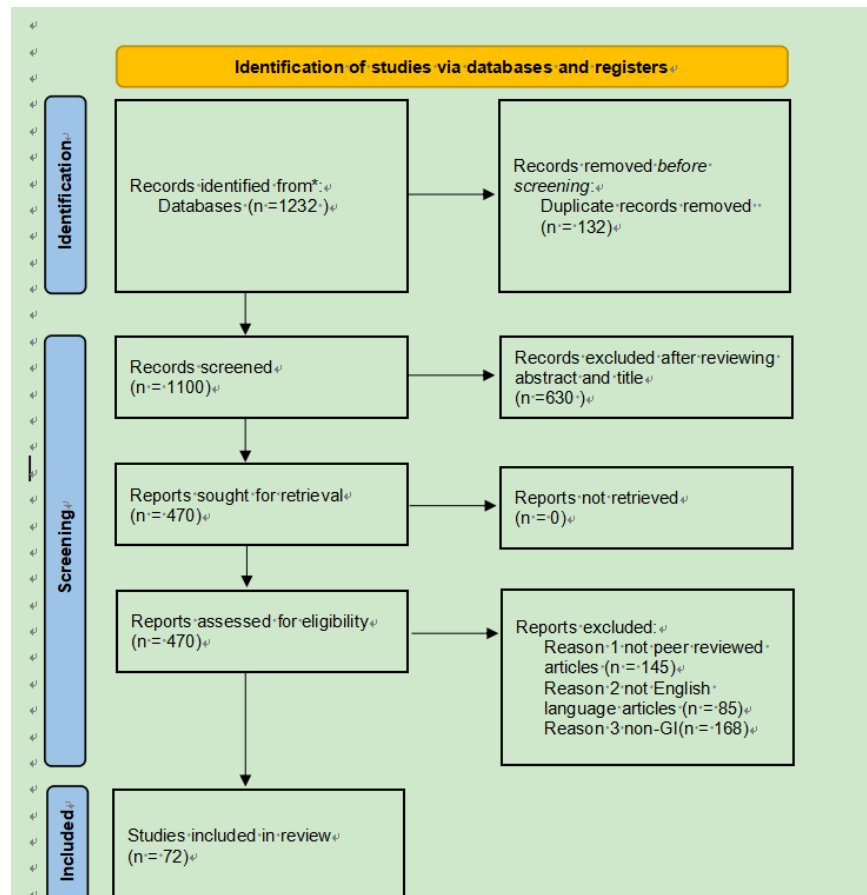 Identification of studies via databases and registers
Identification
Records identified from*:
Databases (n =1232 )
Records removed before
screening:
Duplicate records removed
(n = 132)
Screening
Records screened
(n = 1100)
Records excluded after reviewing
abstract and title
(n =630 )
Reports sought for retrieval
(n = 470)
Reports not retrieved
(n = 0)
Reports assessed for eligibility
(n = 470)
Reports excluded:
Reason 1 not peer reviewed
articles (n = 145)
Reason 2 not English
language articles (n = 85)
Reason 3 non-GI(n = 168)
Included
Studies included in review
(n = 72)